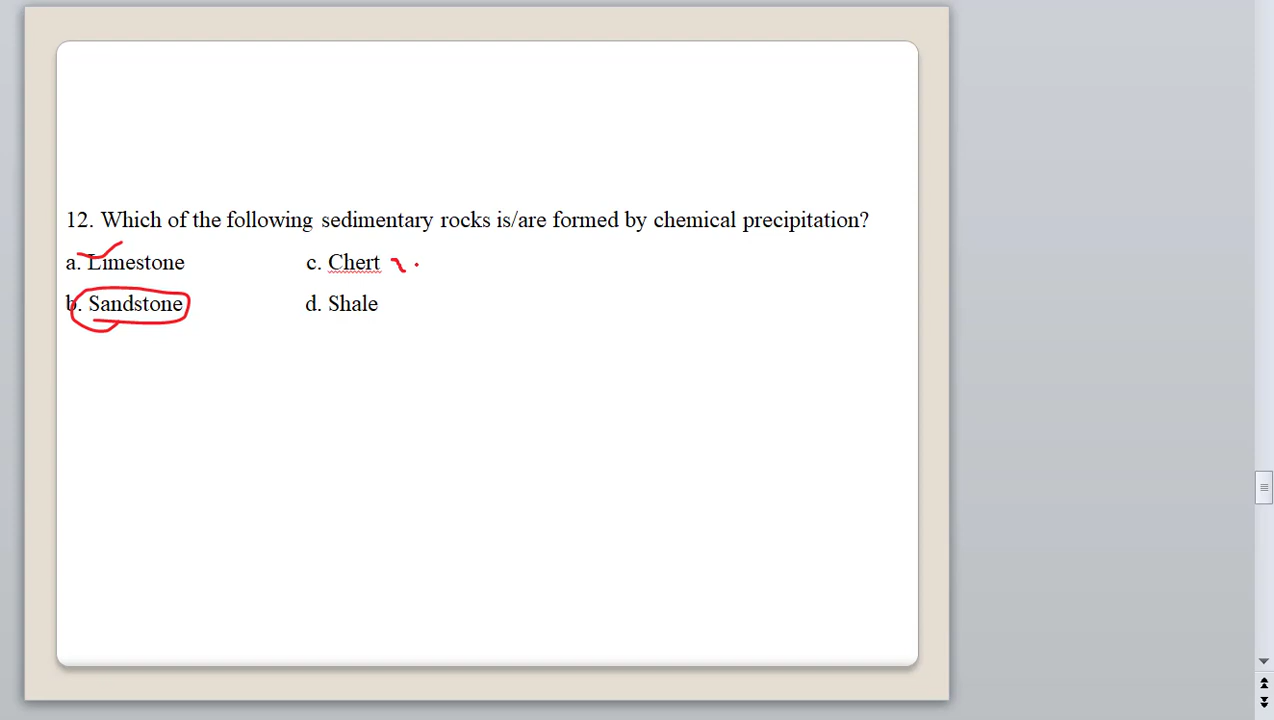 12. Which of the following sedimentary rocks is/are formed by chemical precipitation?
a. Limestone c. Chert
b. Sandstone d. Shale